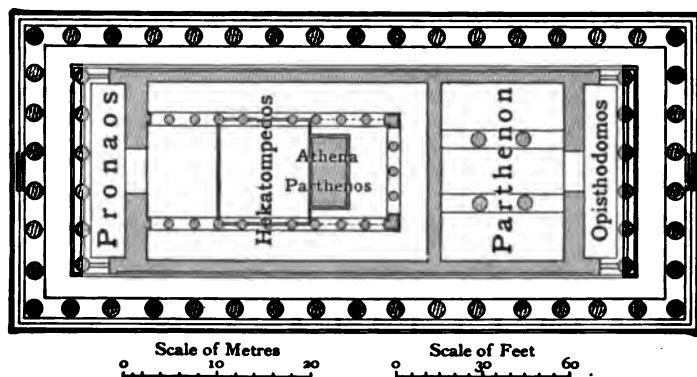 Pronaos
Hekatompedos
Athena
Parthenos
Parthenon
Opisthodomos
Scale of Metres
0 10 20
Scale of Feet
0 30 60